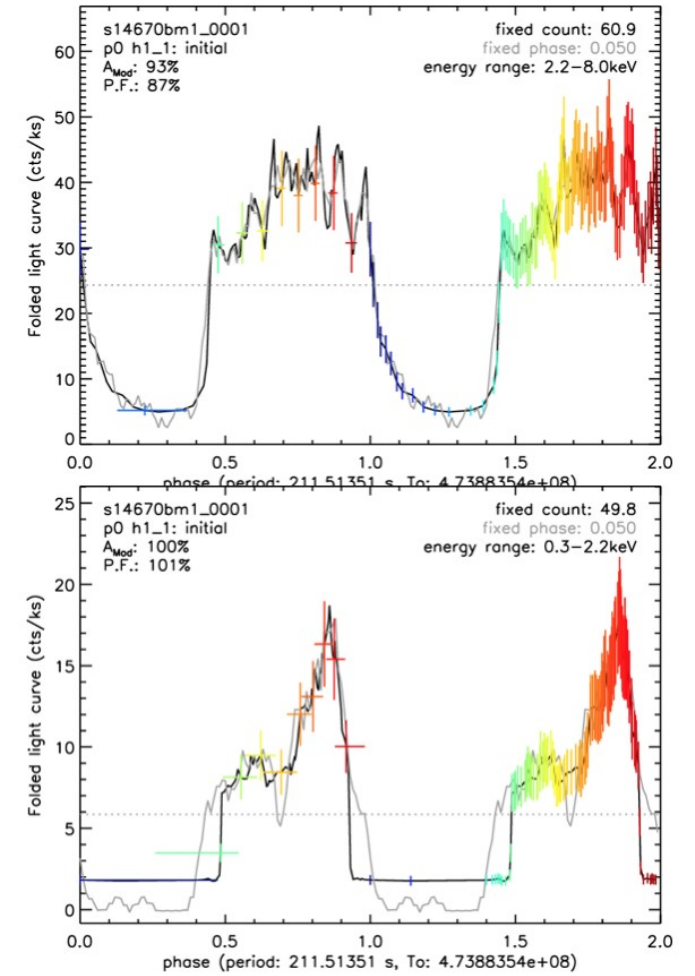 s14670bm1_0001
p0 h1_1: initial
AMod: 93%
P.F.: 87%
fixed count: 60.9
fixed phase: 0.050
energy range: 2.2-8.0keV
Folded light curve (cts/ks)
60
50
40
30
20
10
0
0.0 0.5 1.0 1.5 2.0
phase (period: 211.51351 s, To: 4.7388354e+08)
s14670bm1_0001
p0 h1_1: initial
AMod: 100%
P.F.: 101%
fixed count: 49.8
fixed phase: 0.050
energy range: 0.3-2.2keV
Folded light curve (cts/ks)
25
20
15
10
5
0
0.0 0.5 1.0 1.5 2.0
phase (period: 211.51351 s, To: 4.7388354e+08)